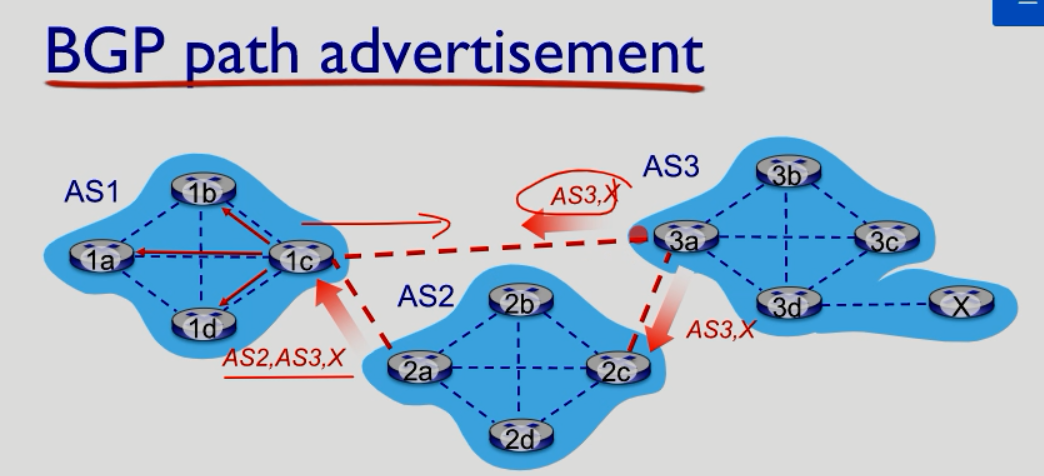 BGP path advertisement
AS1
AS3
AS3,X
1b
3b
1a
1c
3a
3c
AS2
2b
1d
3d
X
AS3,X
AS2,AS3,X
2a
2c
2d